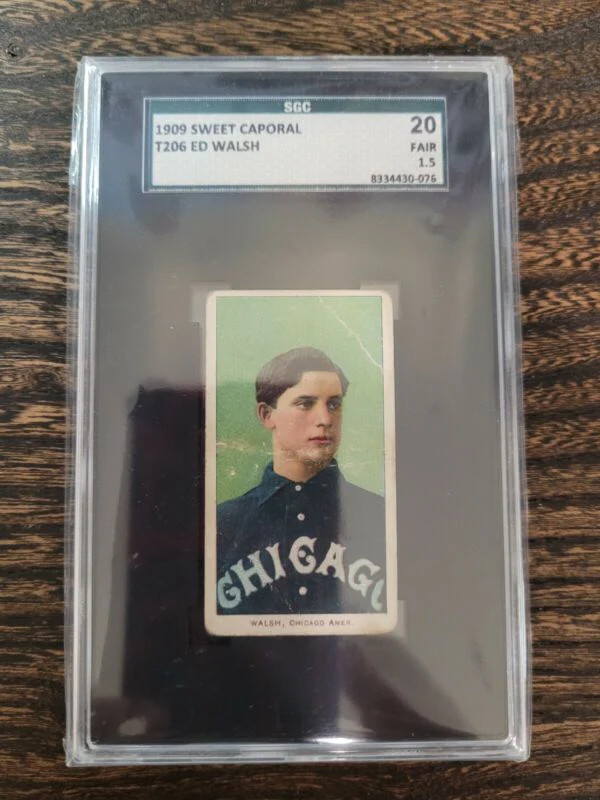 SGC
1909 SWEET CAPORAL
20
T206 ED WALSH
FAIR
1.5
8334430-076
CHICAGO
WALSH, CHICAGO AMER.